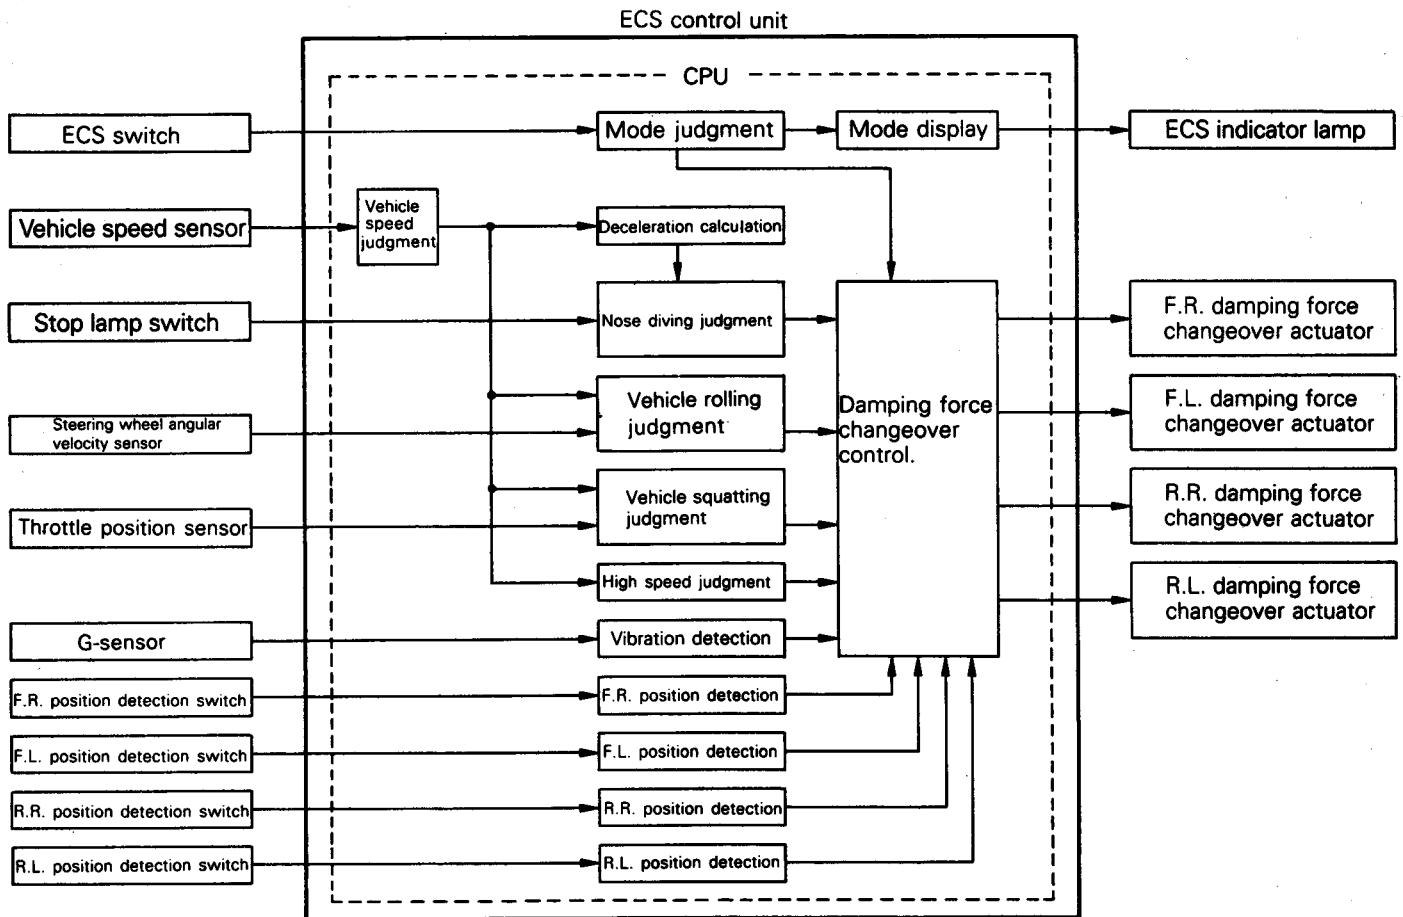 ECS control unit
CPU
ECS switch
Mode judgment
Mode display
ECS indicator lamp
Vehicle speed sensor
Vehicle
speed
judgment
Deceleration calculation
Stop lamp switch
Nose diving judgment
F.R. damping force
changeover actuator
Steering wheel angular
velocity sensor
Vehicle rolling
judgment
Damping force
changeover
control.
F.L. damping force
changeover actuator
Throttle position sensor
Vehicle squatting
judgment
R.R. damping force
changeover actuator
High speed judgment
R.L. damping force
changeover actuator
G-sensor
Vibration detection
F.R. position detection switch
F.R. position detection
F.L. position detection switch
F.L. position detection
R.R. position detection switch
R.R. position detection
R.L. position detection switch
R.L. position detection